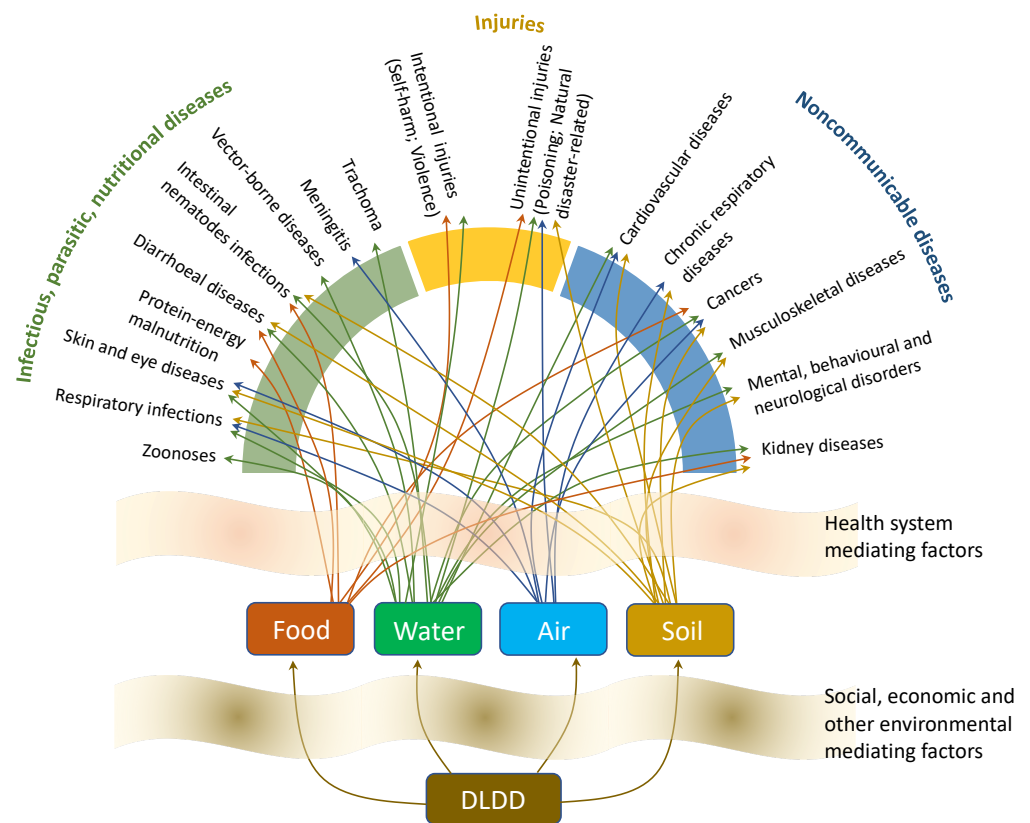 Injuries
Infectious, parasitic, nutritional diseases
Noncommunicable diseases
Zoonoses
Respiratory infections
Skin and eye diseases
Protein-energy
malnutrition
Diarrhoeal diseases
Intestinal
nematodes infections
Vector-borne diseases
Meningitis
Trachoma
Intentional injuries
(Self-harm; Violence)
Unintentional injuries
(Poisoning; Natural
disaster-related)
Cardiovascular diseases
Chronic respiratory
diseases
Cancers
Musculoskeletal diseases
Mental, behavioural and
neurological disorders
Kidney diseases
Health system
mediating factors
Food
Water
Air
Soil
Social, economic and
other environmental
mediating factors
DLDD